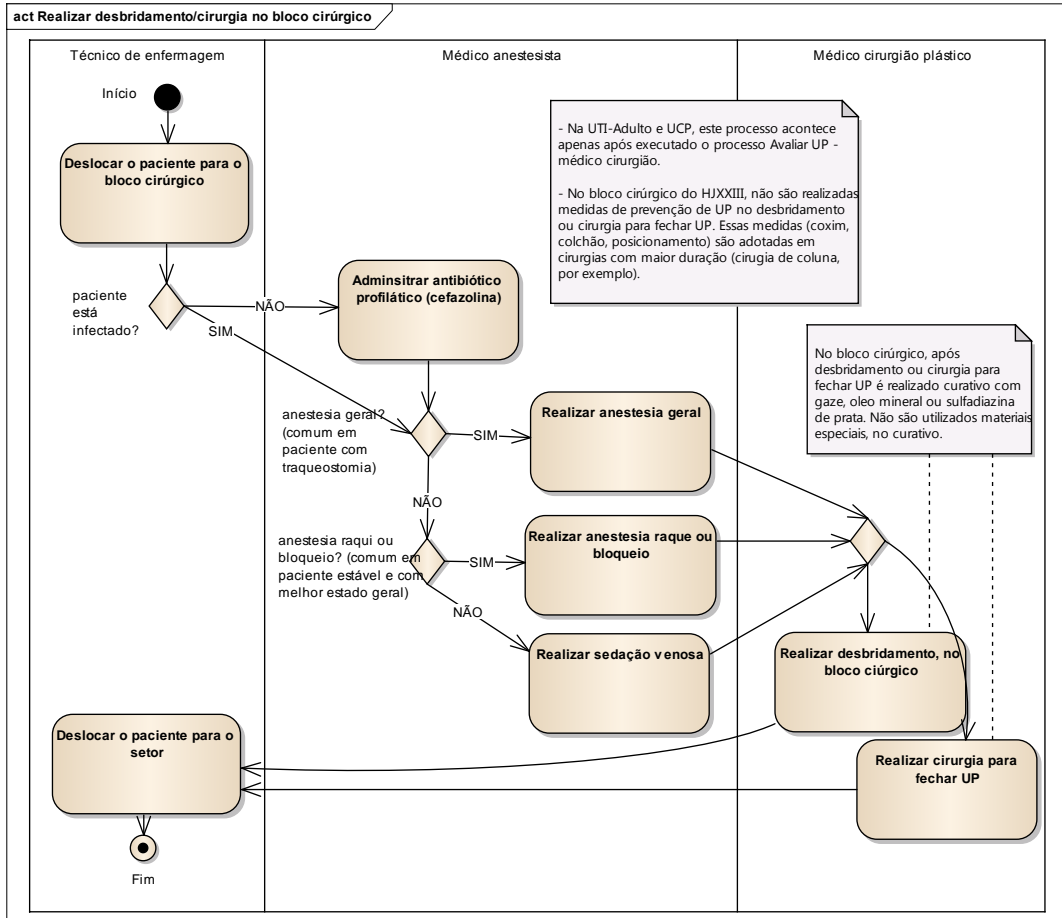 act Realizar desbridamento/cirurgia no bloco cirúrgico
Técnico de enfermagem
Médico anestesista
Médico cirurgião plástico
Início
Deslocar o paciente para o
bloco cirúrgico
- Na UTI-Adulto e UCP, este processo acontece
apenas após executado o processo Avaliar UP -
médico cirurgião.
- No bloco cirúrgico do HJXXIII, não são realizadas
medidas de prevenção de UP no desbridamento
ou cirurgia para fechar UP. Essas medidas (coxim,
colchão, posicionamento) são adotadas em
cirurgias com maior duração (cirugia de coluna,
por exemplo).
paciente
está
infectado?
NÃO
SIM
Adminsitrar antibiótico
profilático (cefazolina)
No bloco cirúrgico, após
desbridamento ou cirurgia para
fechar UP é realizado curativo com
gaze, oleo mineral ou sulfadiazina
de prata. Não são utilizados materiais
especiais, no curativo.
anestesia geral?
(comum em
paciente com
traqueostomia)
SIM
Realizar anestesia geral
NÃO
anestesia raqui ou
bloqueio? (comum em
paciente estável e com
melhor estado geral)
SIM
Realizar anestesia raque ou
bloqueio
NÃO
Realizar sedação venosa
Realizar desbridamento, no
bloco ciúrgico
Deslocar o paciente para o
setor
Realizar cirurgia para
fechar UP
Fim